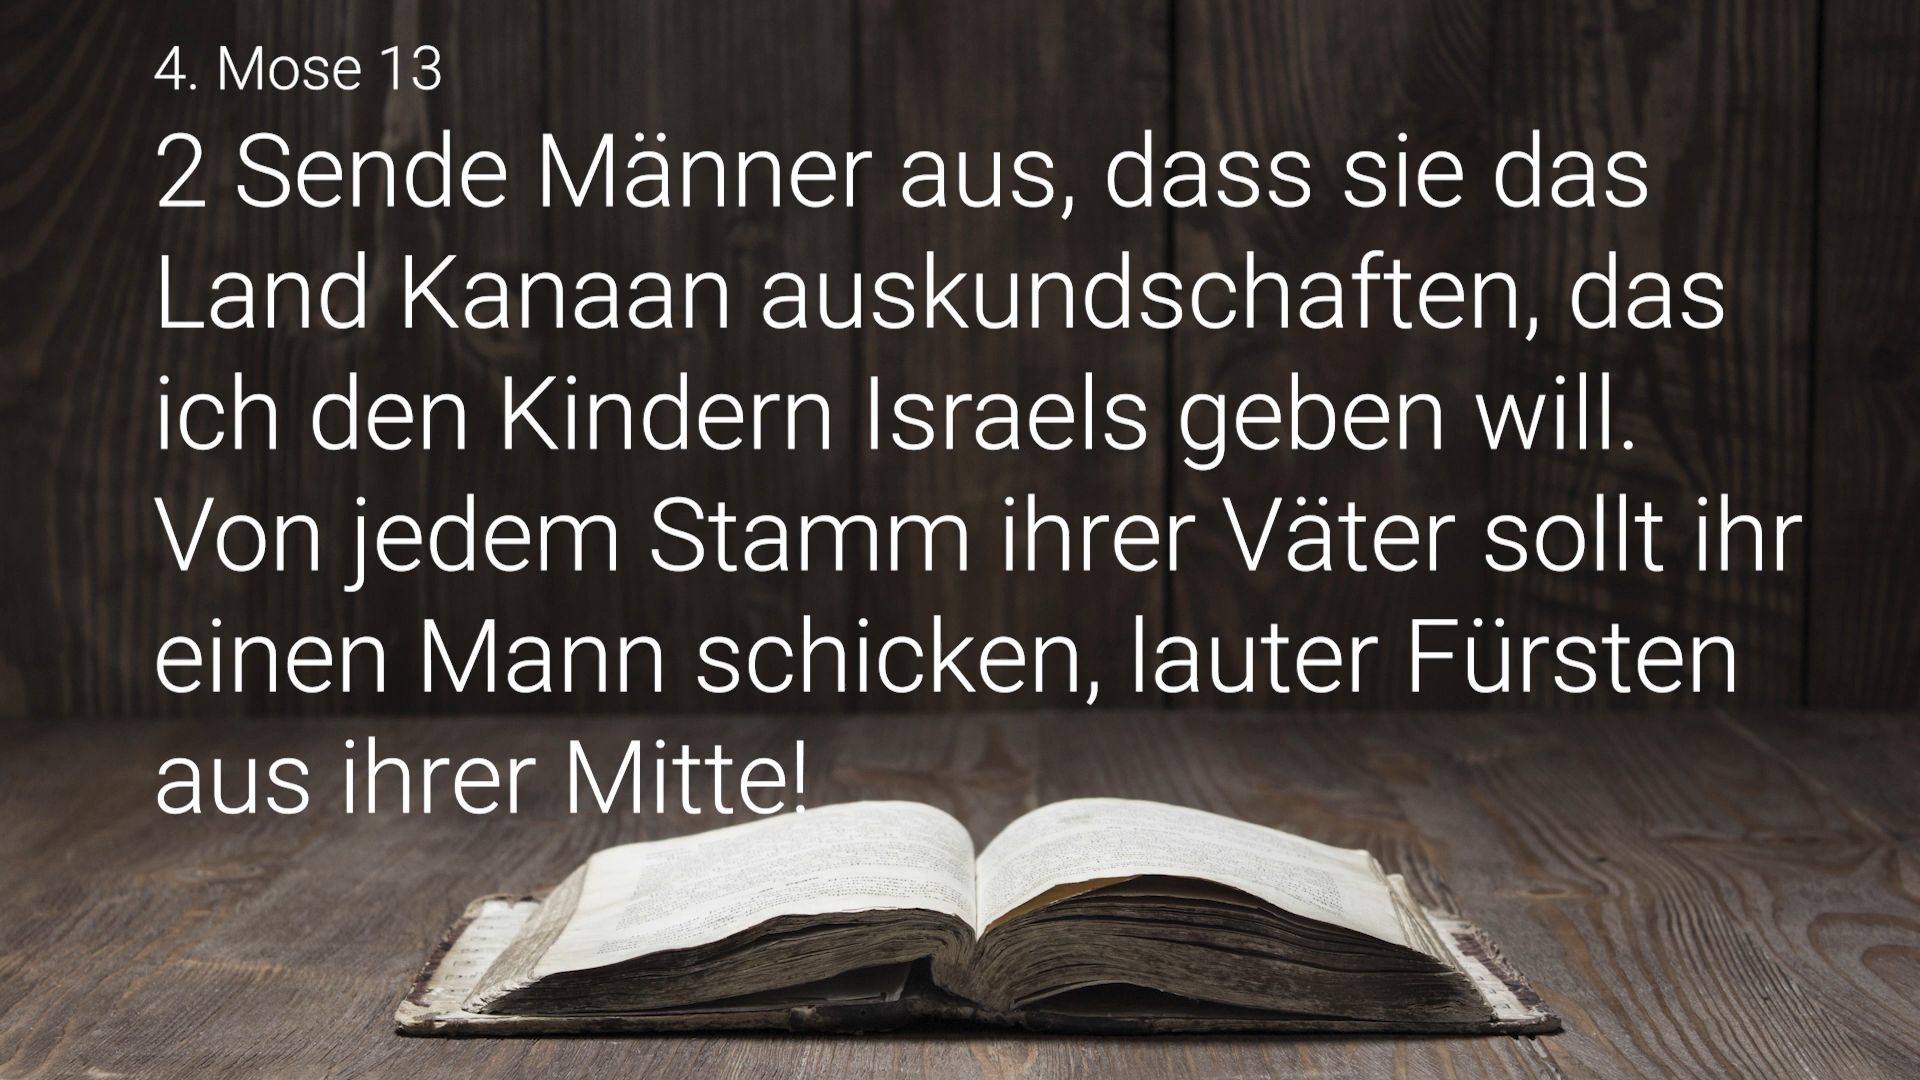 4. Mose 13
2 Sende Männer aus, dass sie das
Land Kanaan auskundschaften, das
ich den Kindern Israels geben will.
Von jedem Stamm ihrer Väter sollt ihr
einen Mann schicken, lauter Fürsten
aus ihrer Mitte!